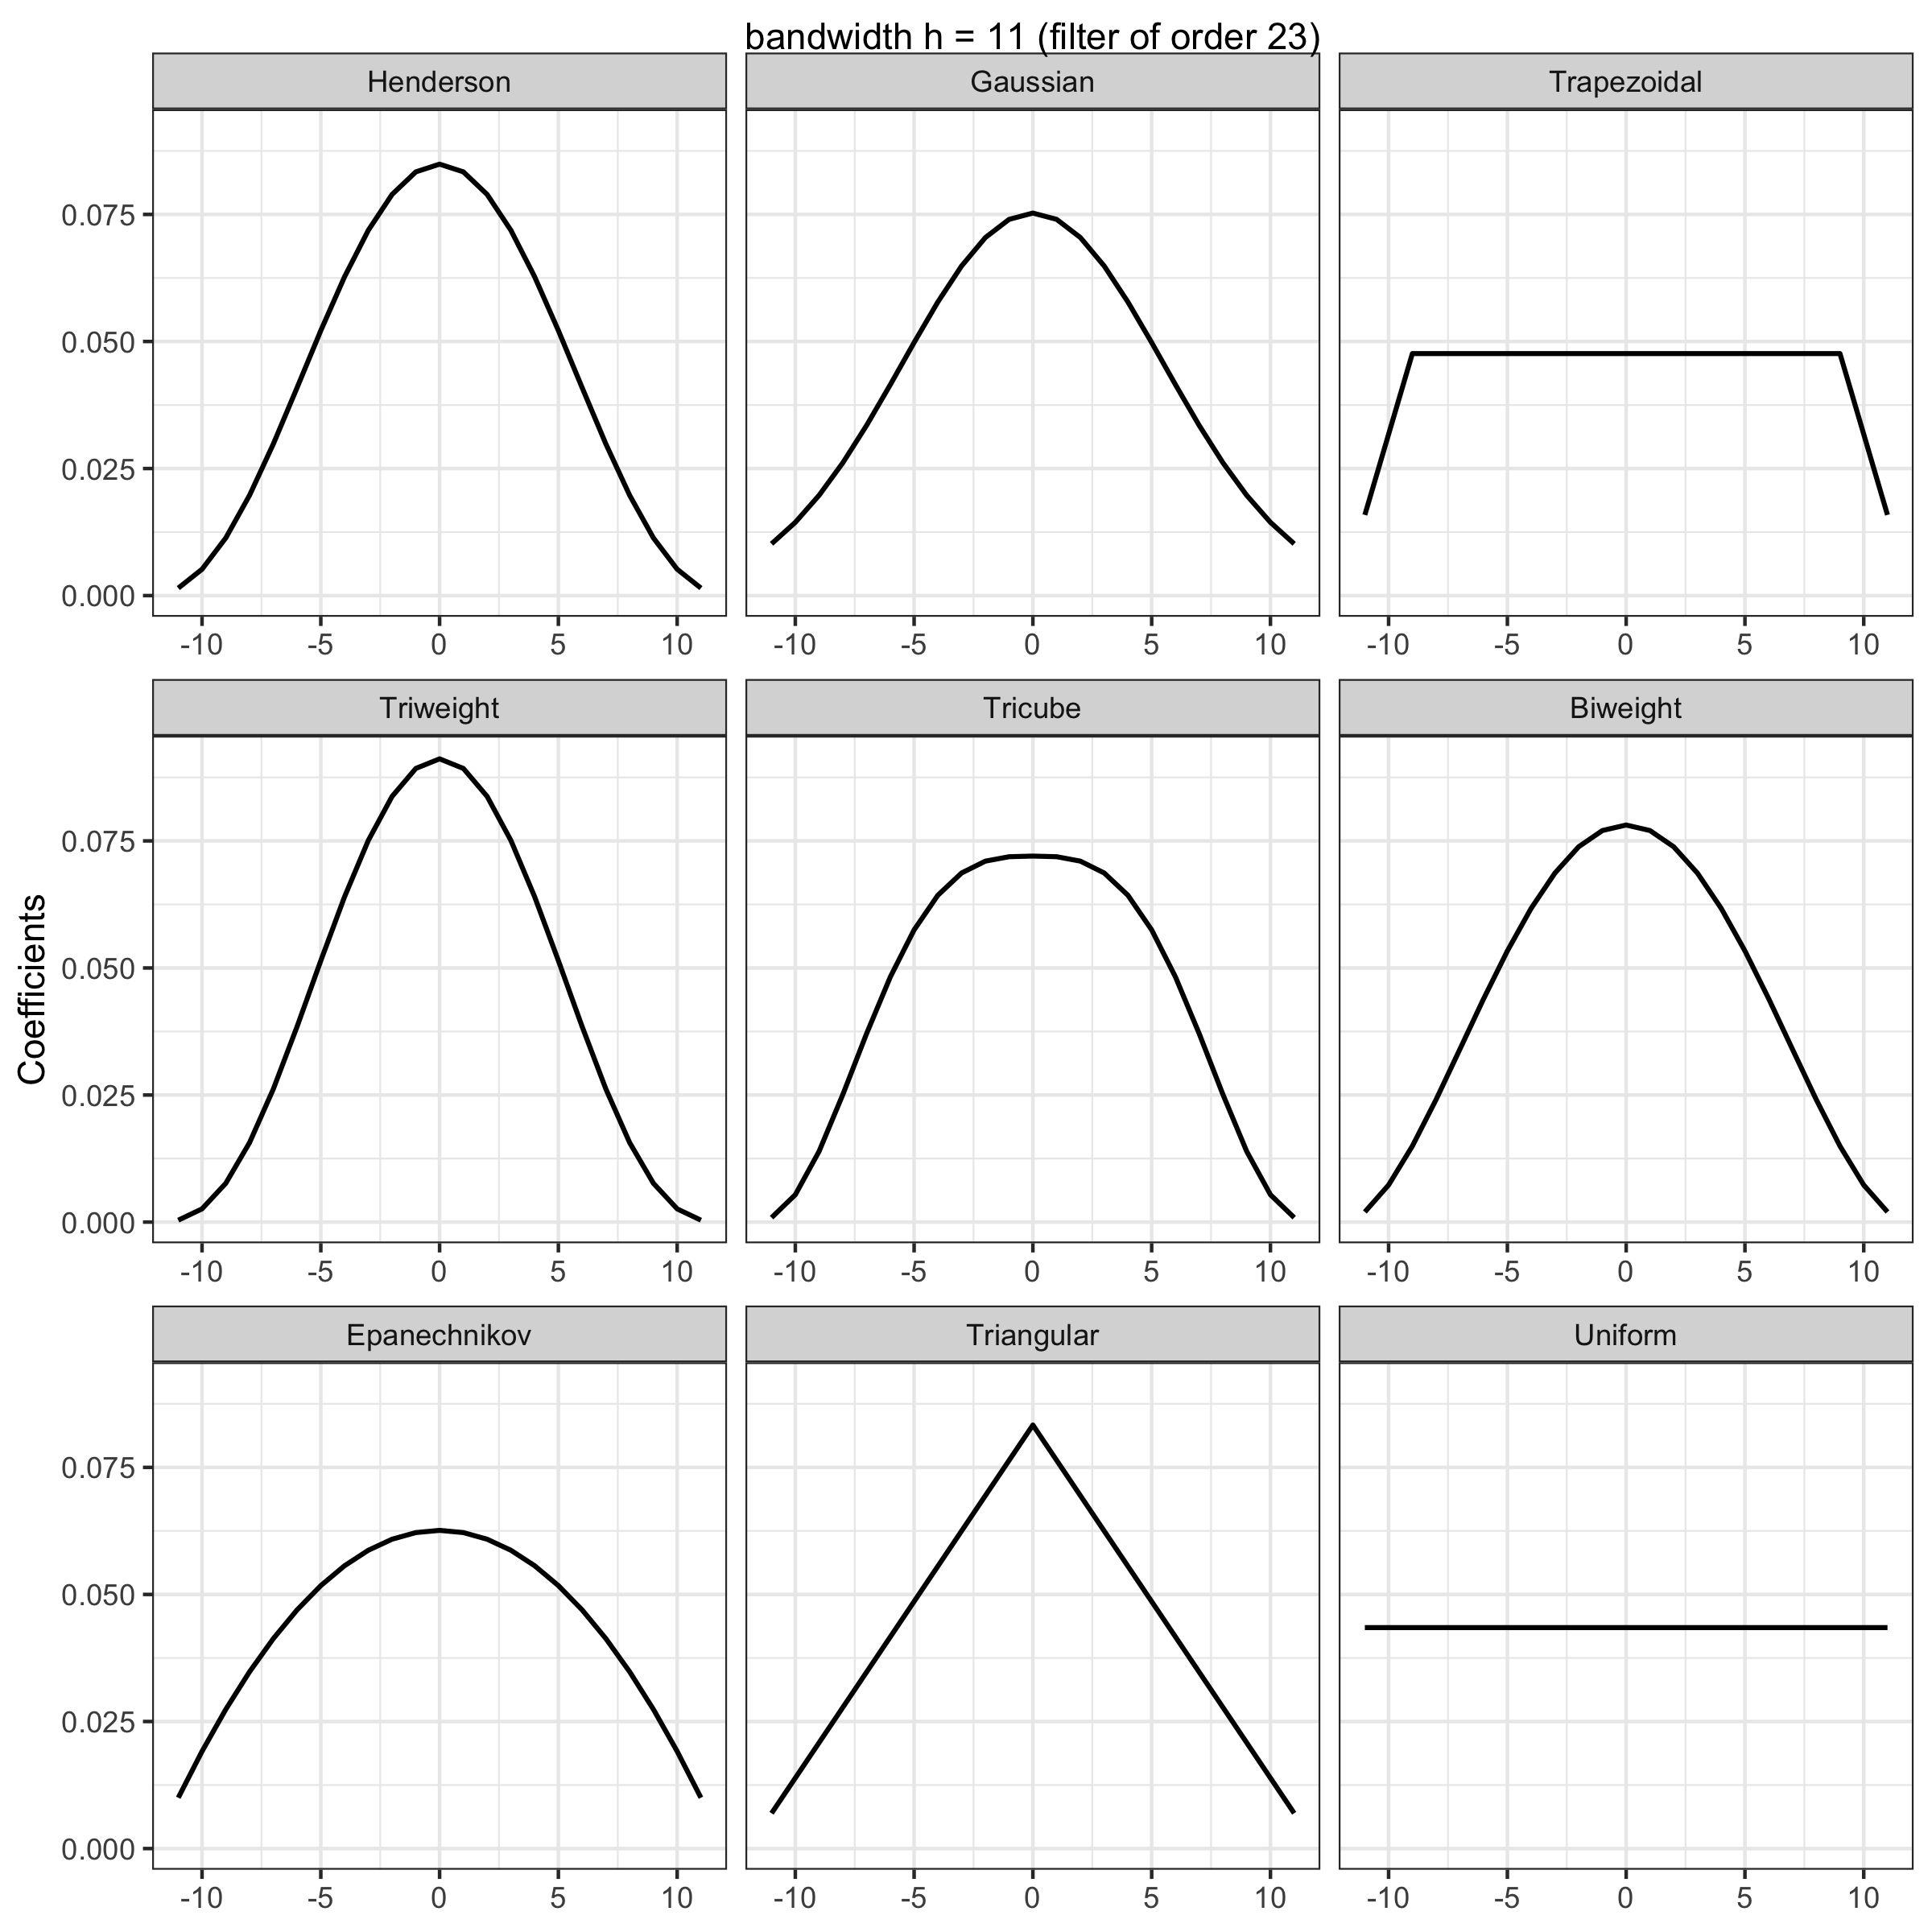 bandwidth h = 11 (filter of order 23)
Henderson
Gaussian
Trapezoidal
0.075
0.050
0.025
0.000
-10 -5 0 5 10
-10 -5 0 5 10
-10 -5 0 5 10
Triweight
Tricube
Biweight
Coefficients
0.075
0.050
0.025
0.000
-10 -5 0 5 10
-10 -5 0 5 10
-10 -5 0 5 10
Epanechnikov
Triangular
Uniform
0.075
0.050
0.025
0.000
-10 -5 0 5 10
-10 -5 0 5 10
-10 -5 0 5 10